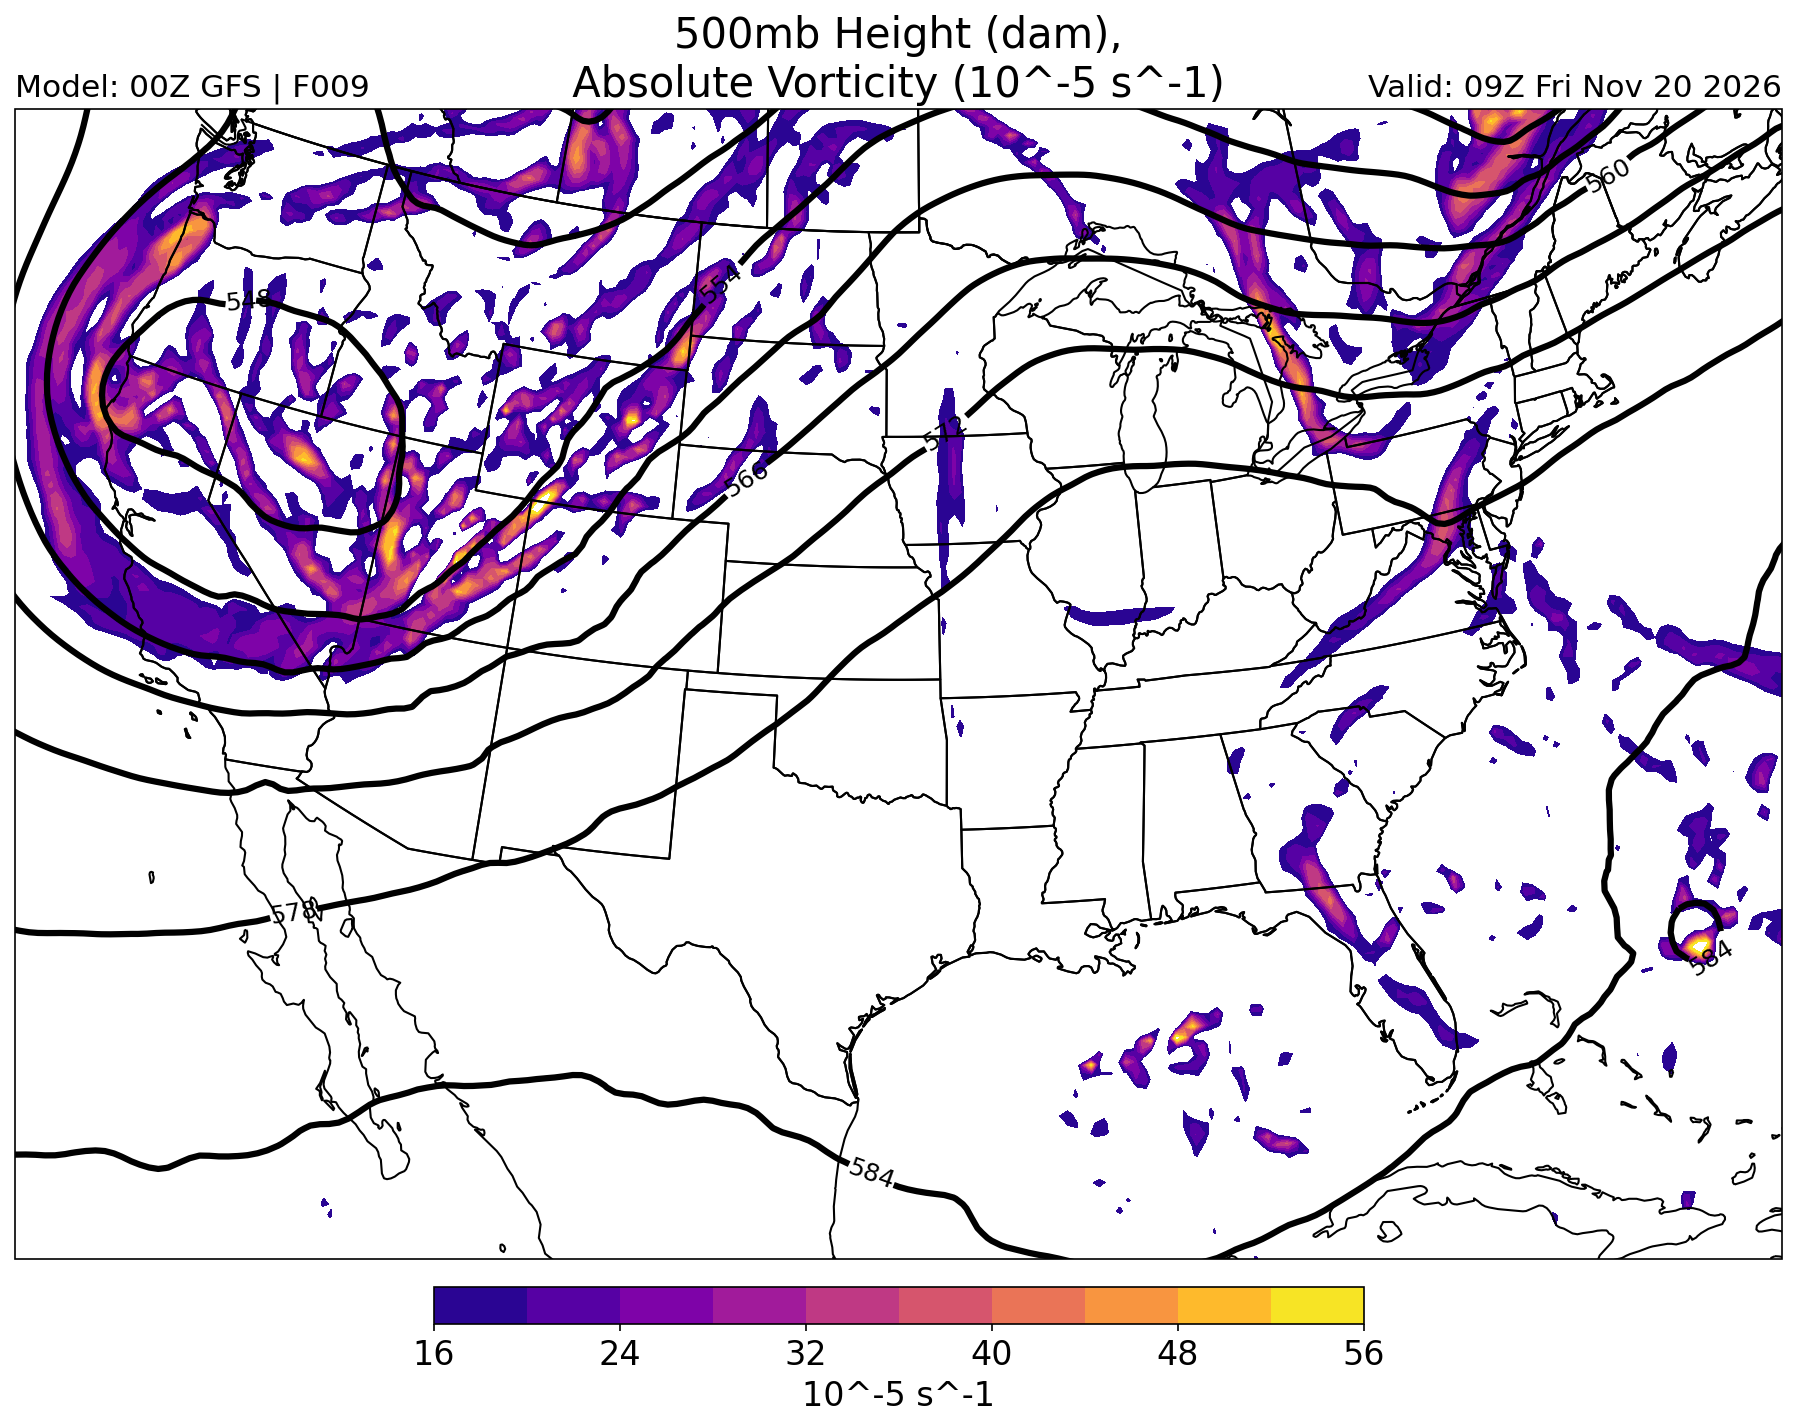 500mb Height (dam),
Absolute Vorticity (10^-5 s^-1)
Model: 00Z GFS | F009
Valid: 09Z Fri Nov 20 2026
560
548
554
572
566
578
584
584
16 24 32 40 48 56
10^-5 s^-1